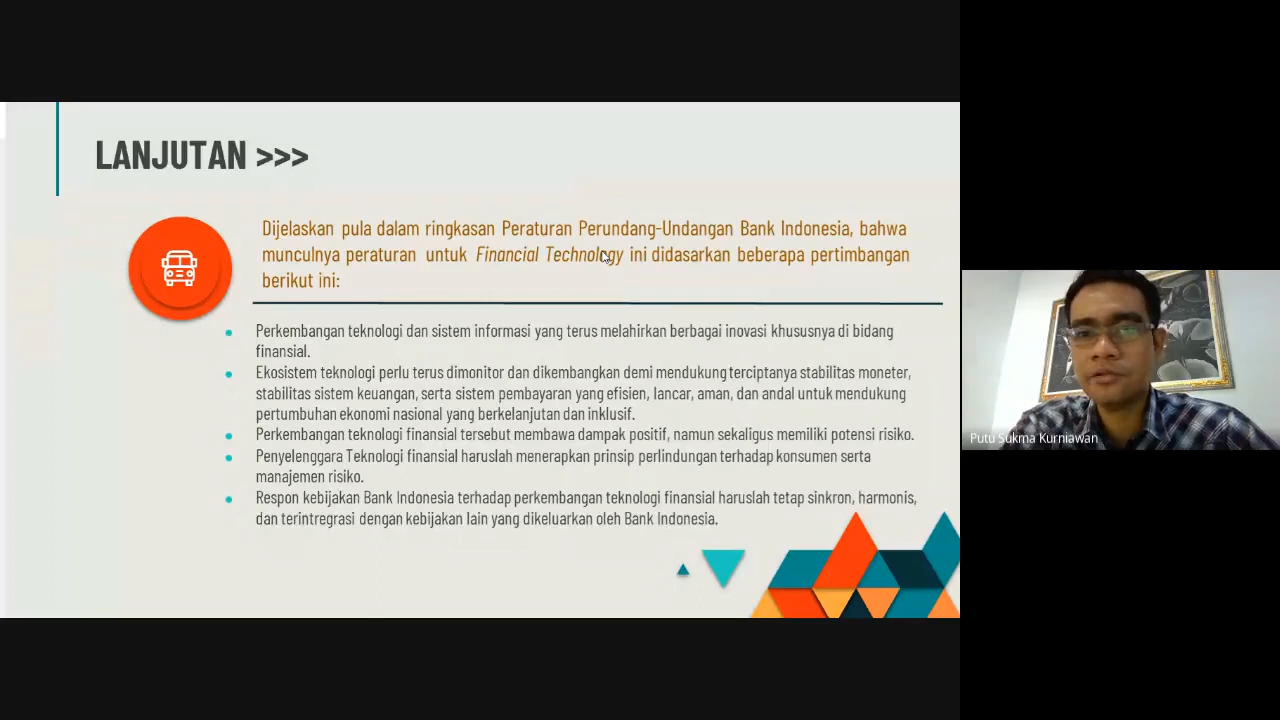 LANJUTAN >>>
Dijelaskan pula dalam ringkasan Peraturan Perundang-Undangan Bank Indonesia, bahwa
munculnya peraturan untuk Financial Technology ini didasarkan beberapa pertimbangan
berikut ini:
Perkembangan teknologi dan sistem informasi yang terus melahirkan berbagai inovasi khususnya di bidang
finansial.
Ekosistem teknologi perlu terus dimonitor dan dikembangkan demi mendukung terciptanya stabilitas moneter,
stabilitas sistem keuangan, serta sistem pembayaran yang efisien, lancar, aman, dan andal untuk mendukung
pertumbuhan ekonomi nasional yang berkelanjutan dan inklusif.
Perkembangan teknologi finansial tersebut membawa dampak positif, namun sekaligus memiliki potensi risiko.
Penyelenggara Teknologi finansial haruslah menerapkan prinsip perlindungan terhadap konsumen serta
manajemen risiko.
Respon kebijakan Bank Indonesia terhadap perkembangan teknologi finansial haruslah tetap sinkron, harmonis,
dan terintregrasi dengan kebijakan lain yang dikeluarkan oleh Bank Indonesia.
Putu Sukma Kurniawan